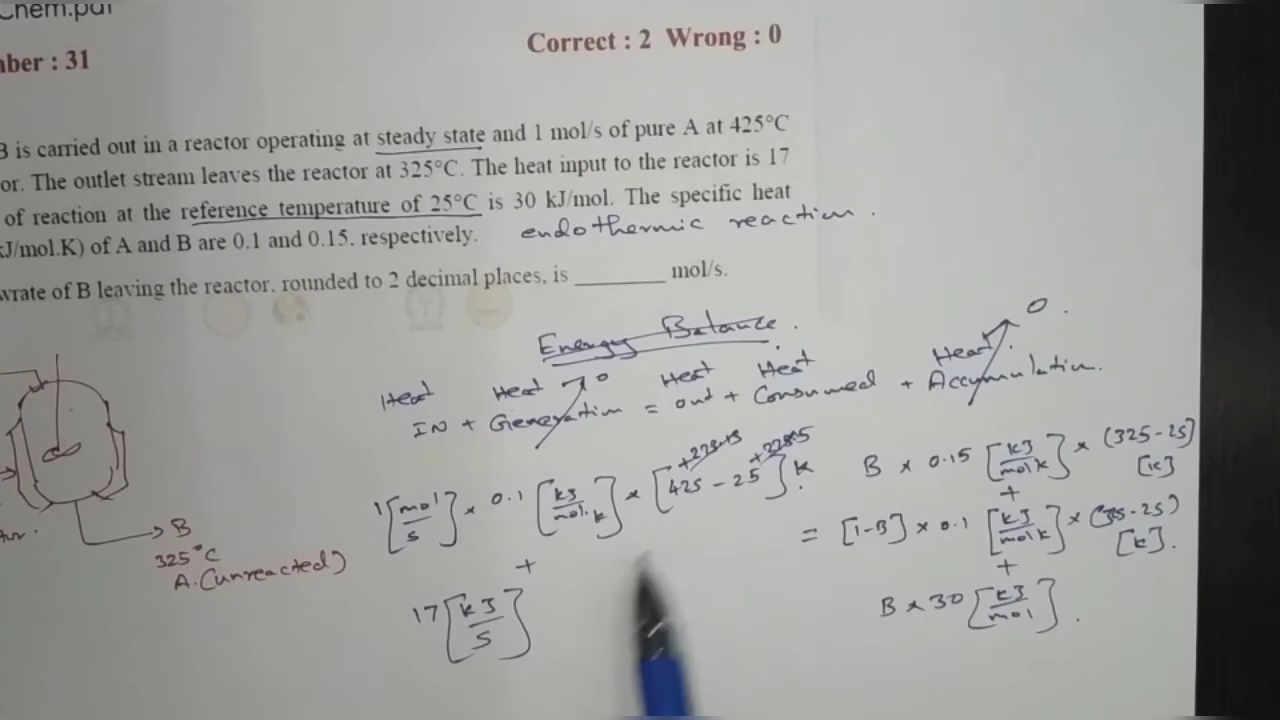 Chem.pdf
nber : 31
Correct : 2 Wrong : 0
B is carried out in a reactor operating at steady state and 1 mol/s of pure A at 425°C
or. The outlet stream leaves the reactor at 325°C. The heat input to the reactor is 17
of reaction at the reference temperature of 25°C is 30 kJ/mol. The specific heat
kJ/mol.K) of A and B are 0.1 and 0.15, respectively.
endothermic reaction.
wrate of B leaving the reactor, rounded to 2 decimal places, is ________ mol/s.
Energy Balance.
Heat Heat 0 Heat Heat Heat 0
IN + Generation = out + Consumed + Accumulation.
1 [mol/s] × 0.1 [kJ/mol.k] × [425 - 25] k
B × 0.15 [kJ/mol k] × (325-25) [k]
+
= [1-B] × 0.1 [kJ/mol k] × (325-25) [k].
+
+
17 [kJ/s]
B × 30 [kJ/mol].
B
325°C
A. (unreacted)